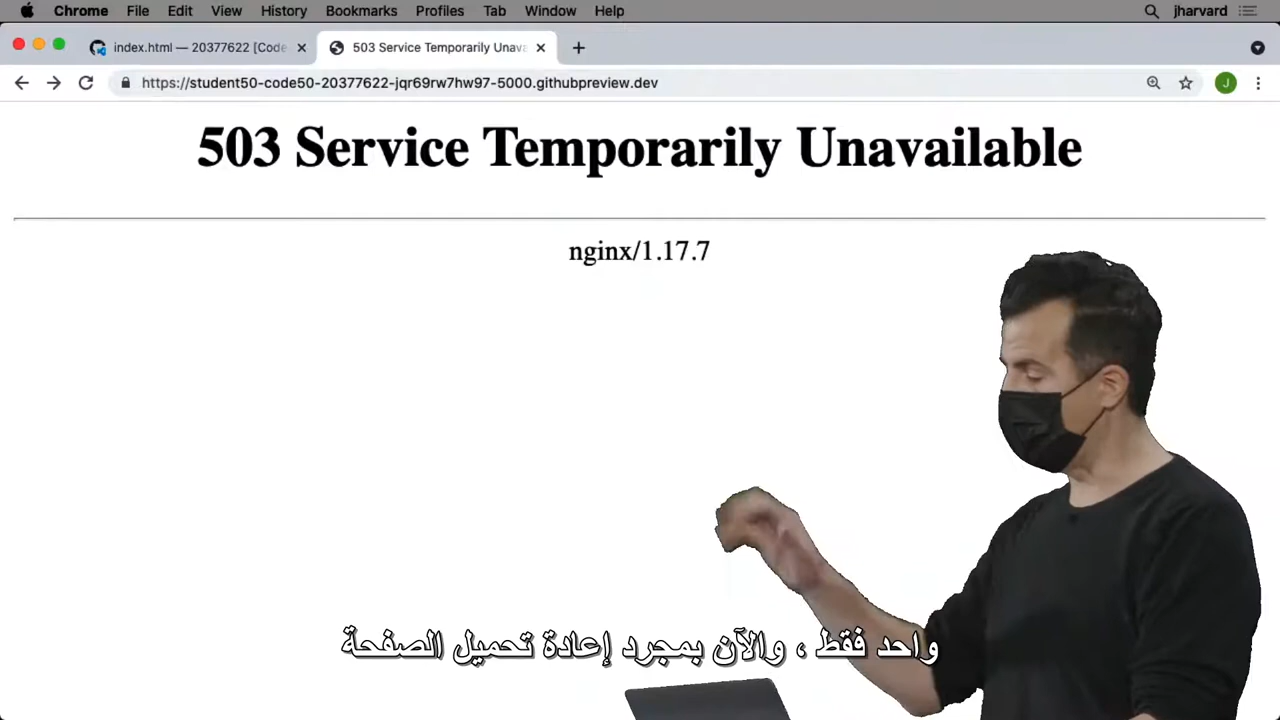 Chrome File Edit View History Bookmarks Profiles Tab Window Help jharvard
index.html — 20377622 [Code 503 Service Temporarily Unava
https://student50-code50-20377622-jqr69rw7hw97-5000.githubpreview.dev J
503 Service Temporarily Unavailable
nginx/1.17.7
واحد فقط ، والآن بمجرد إعادة تحميل الصفحة